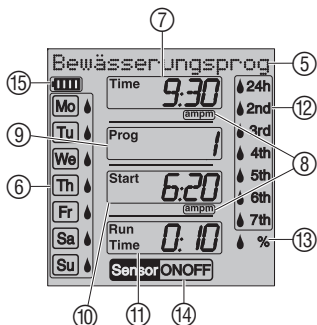 ⑦
Bewässerungsprog ⑤
⑮ Time 9:30 24h
ampm
Mo 2nd ⑫
⑨ Tu Prog 1 3rd
We 4th ⑧
⑥ Th Start 6:20 5th
ampm
Fr 6th
Sa Run Time 0:10 7th
Su % ⑬
Sensor ONOFF
⑩ ⑪ ⑭